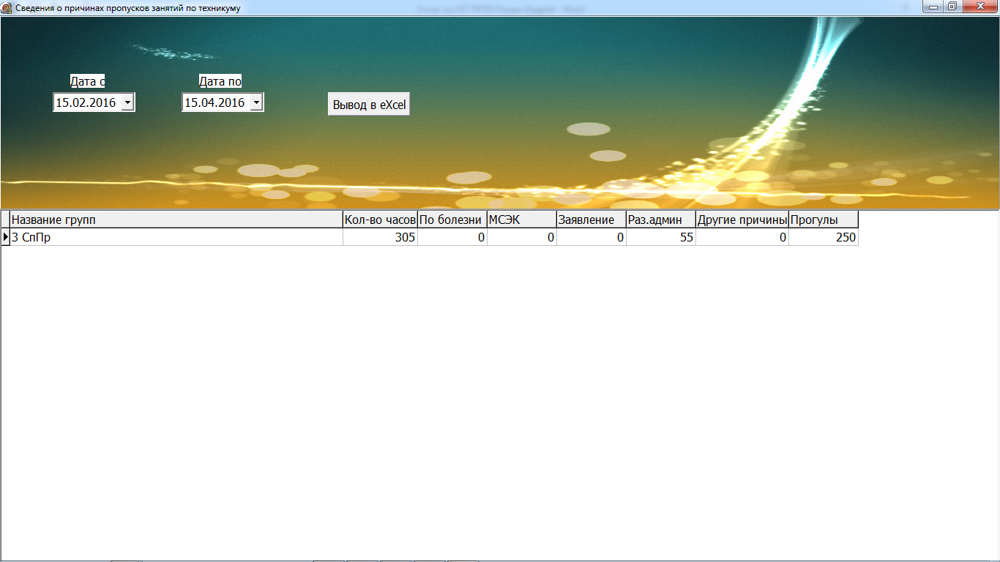 Сведения о причинах пропусков занятий по техникуму
Дата с Дата по
15.02.2016 15.04.2016 Вывод в eXcel
Название групп Кол-во часов По болезни МСЭК Заявление Раз.админ Другие причины Прогулы
3 СпПр 305 0 0 0 55 0 250